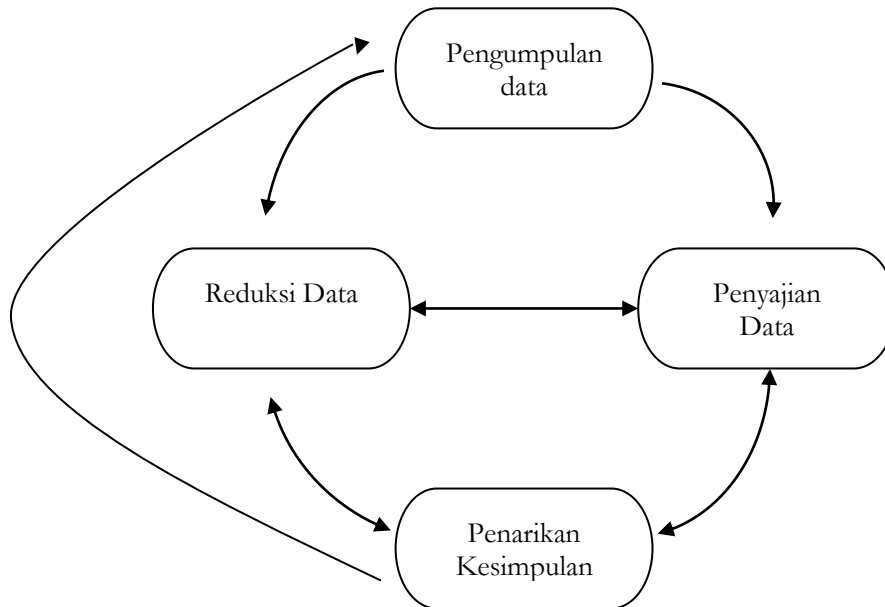 Pengumpulan
data
Reduksi Data
Penyajian
Data
Penarikan
Kesimpulan